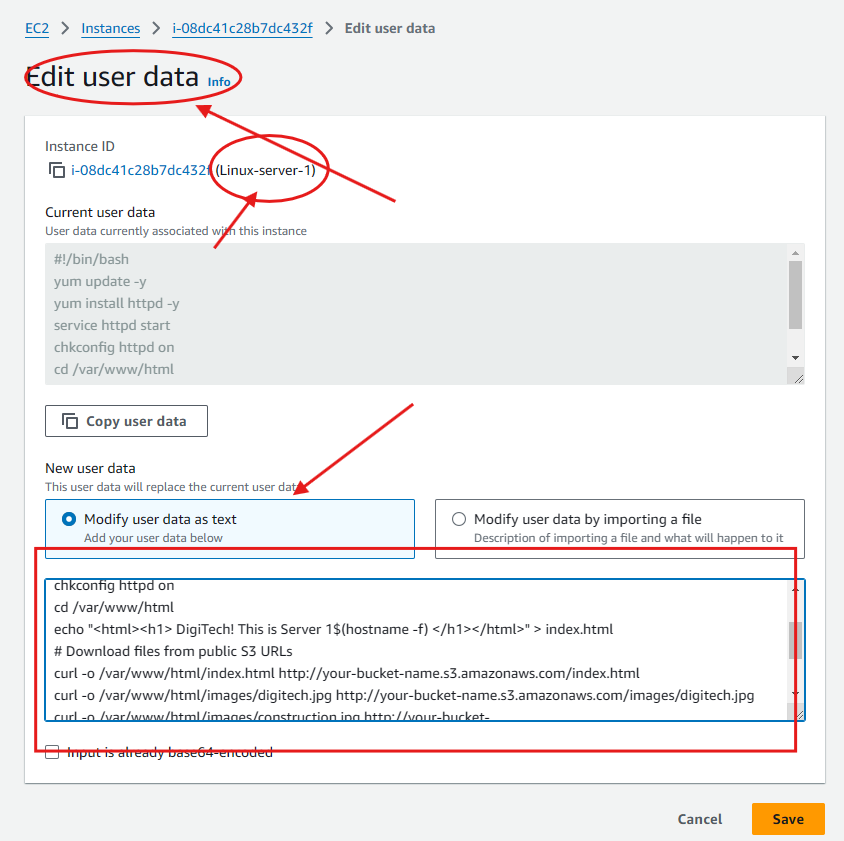 EC2 > Instances > i-08dc41c28b7dc432f > Edit user data
Edit user data Info
Instance ID
i-08dc41c28b7dc432f (Linux-server-1)
Current user data
User data currently associated with this instance
#!/bin/bash
yum update -y
yum install httpd -y
service httpd start
chkconfig httpd on
cd /var/www/html
Copy user data
New user data
This user data will replace the current user data
Modify user data as text
Add your user data below
Modify user data by importing a file
Description of importing a file and what will happen to it
chkconfig httpd on
cd /var/www/html
echo "<html><h1> DigiTech! This is Server 1$(hostname -f) </h1></html>" > index.html
# Download files from public S3 URLs
curl -o /var/www/html/index.html http://your-bucket-name.s3.amazonaws.com/index.html
curl -o /var/www/html/images/digitech.jpg http://your-bucket-name.s3.amazonaws.com/images/digitech.jpg
curl -o /var/www/html/images/construction.jpg http://your-bucket-
Input is already base64-encoded
Cancel
Save